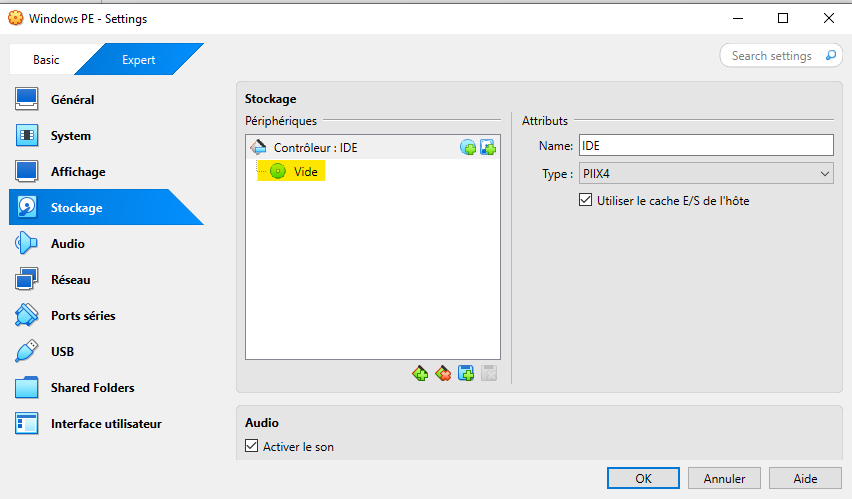 Windows PE - Settings
Basic
Expert
Search settings
Général
System
Affichage
Stockage
Audio
Réseau
Ports séries
USB
Shared Folders
Interface utilisateur
Stockage
Périphériques
Contrôleur : IDE
Vide
Attributs
Name: IDE
Type : PIIX4
Utiliser le cache E/S de l'hôte
Audio
Activer le son
OK
Annuler
Aide